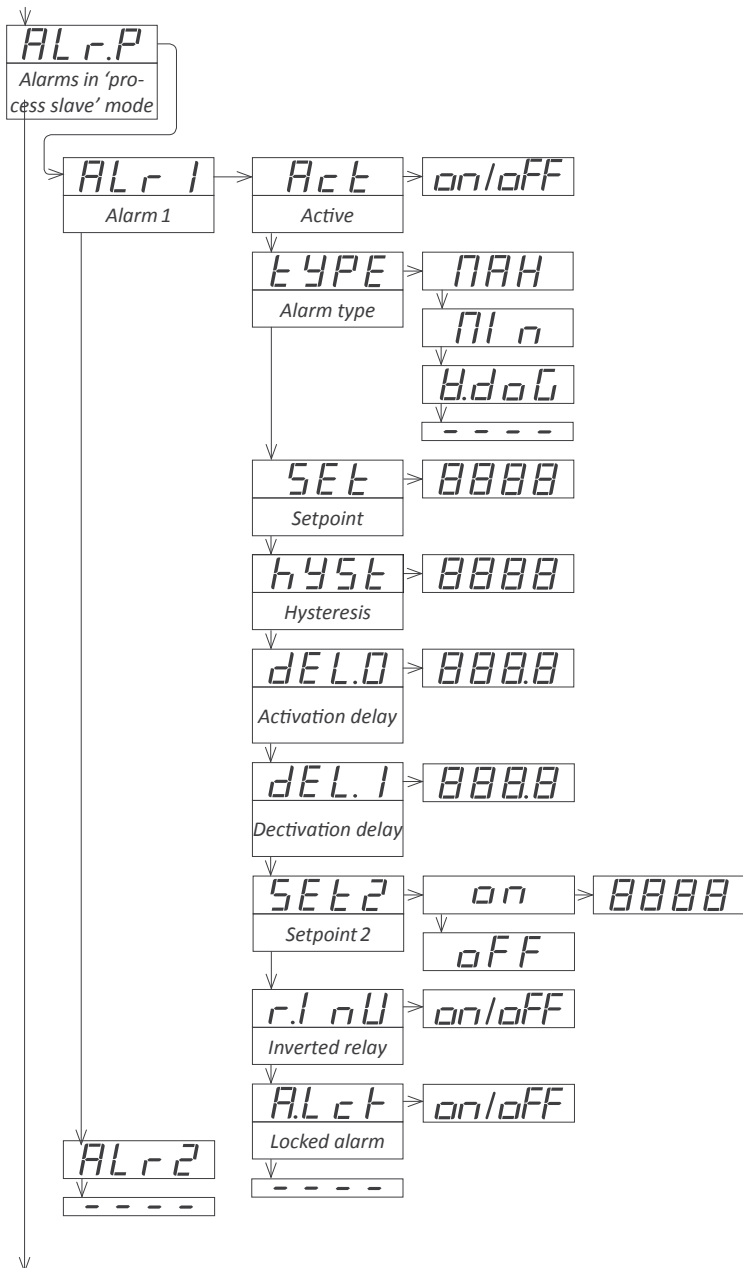 ALr.P
Alarms in ‘pro-
cess slave’ mode
ALr 1
Act
on/oFF
Alarm 1
Active
tYPE
MAX
Alarm type
MIn
W.doG
- - - -
SEt
8888
Setpoint
hYSt
8888
Hysteresis
dEL.0
888.8
Activation delay
dEL.1
888.8
Dectivation delay
SEt2
on
8888
Setpoint 2
oFF
r.InV
on/oFF
Inverted relay
A.Lck
on/oFF
Locked alarm
ALr2
- - - -
- - - -